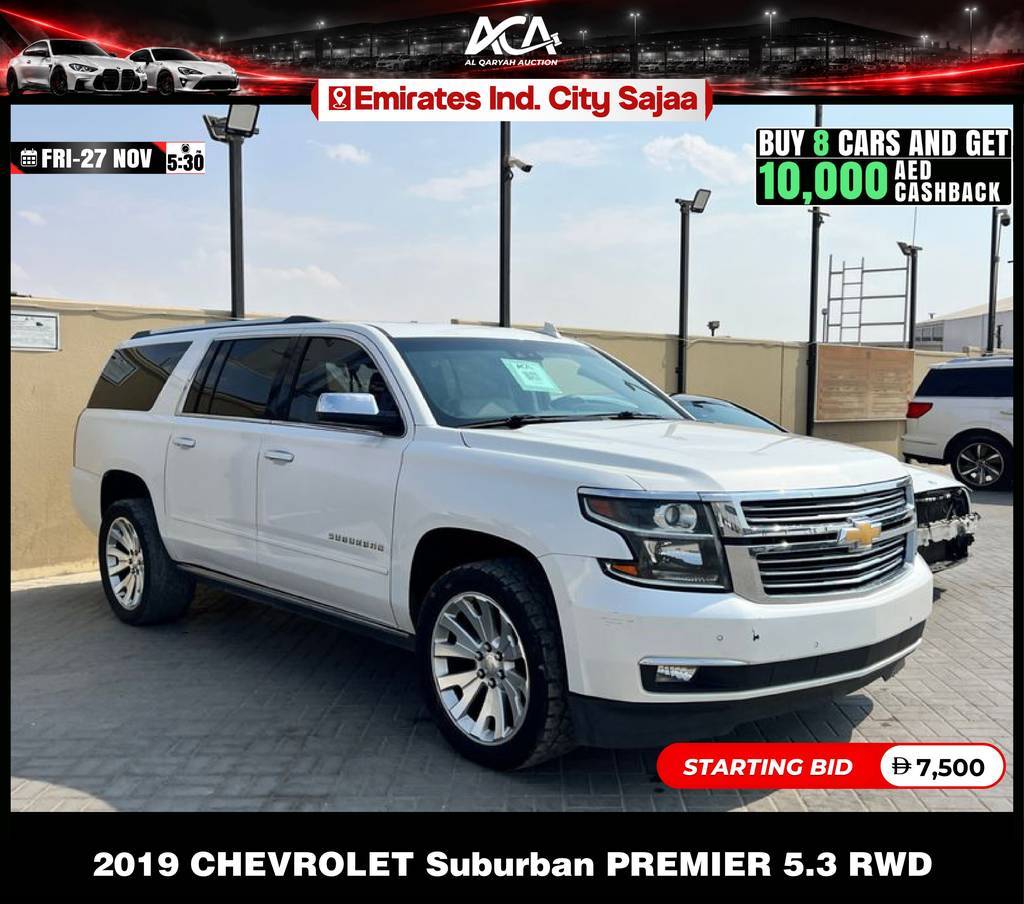 ACA
AL QARYAH AUCTION
Emirates Ind. City Sajaa
FRI-27 NOV 5:30
BUY 8 CARS AND GET
10,000 AED CASHBACK
ACA
SUBURBAN
STARTING BID 7,500
2019 CHEVROLET Suburban PREMIER 5.3 RWD